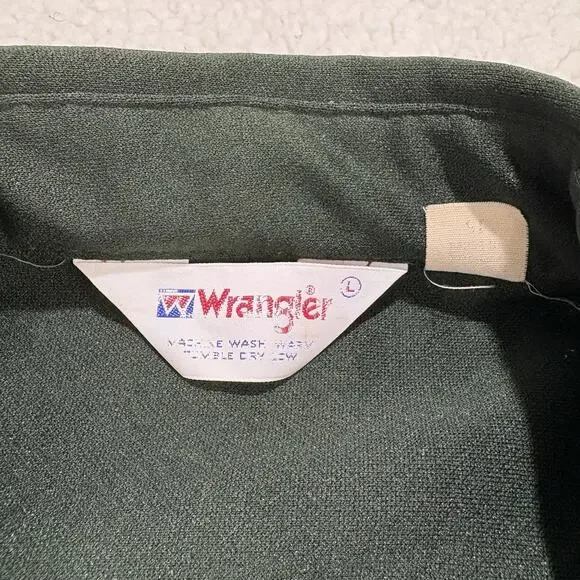 W Wrangler® L
MACHINE WASH WARM
TUMBLE DRY LOW